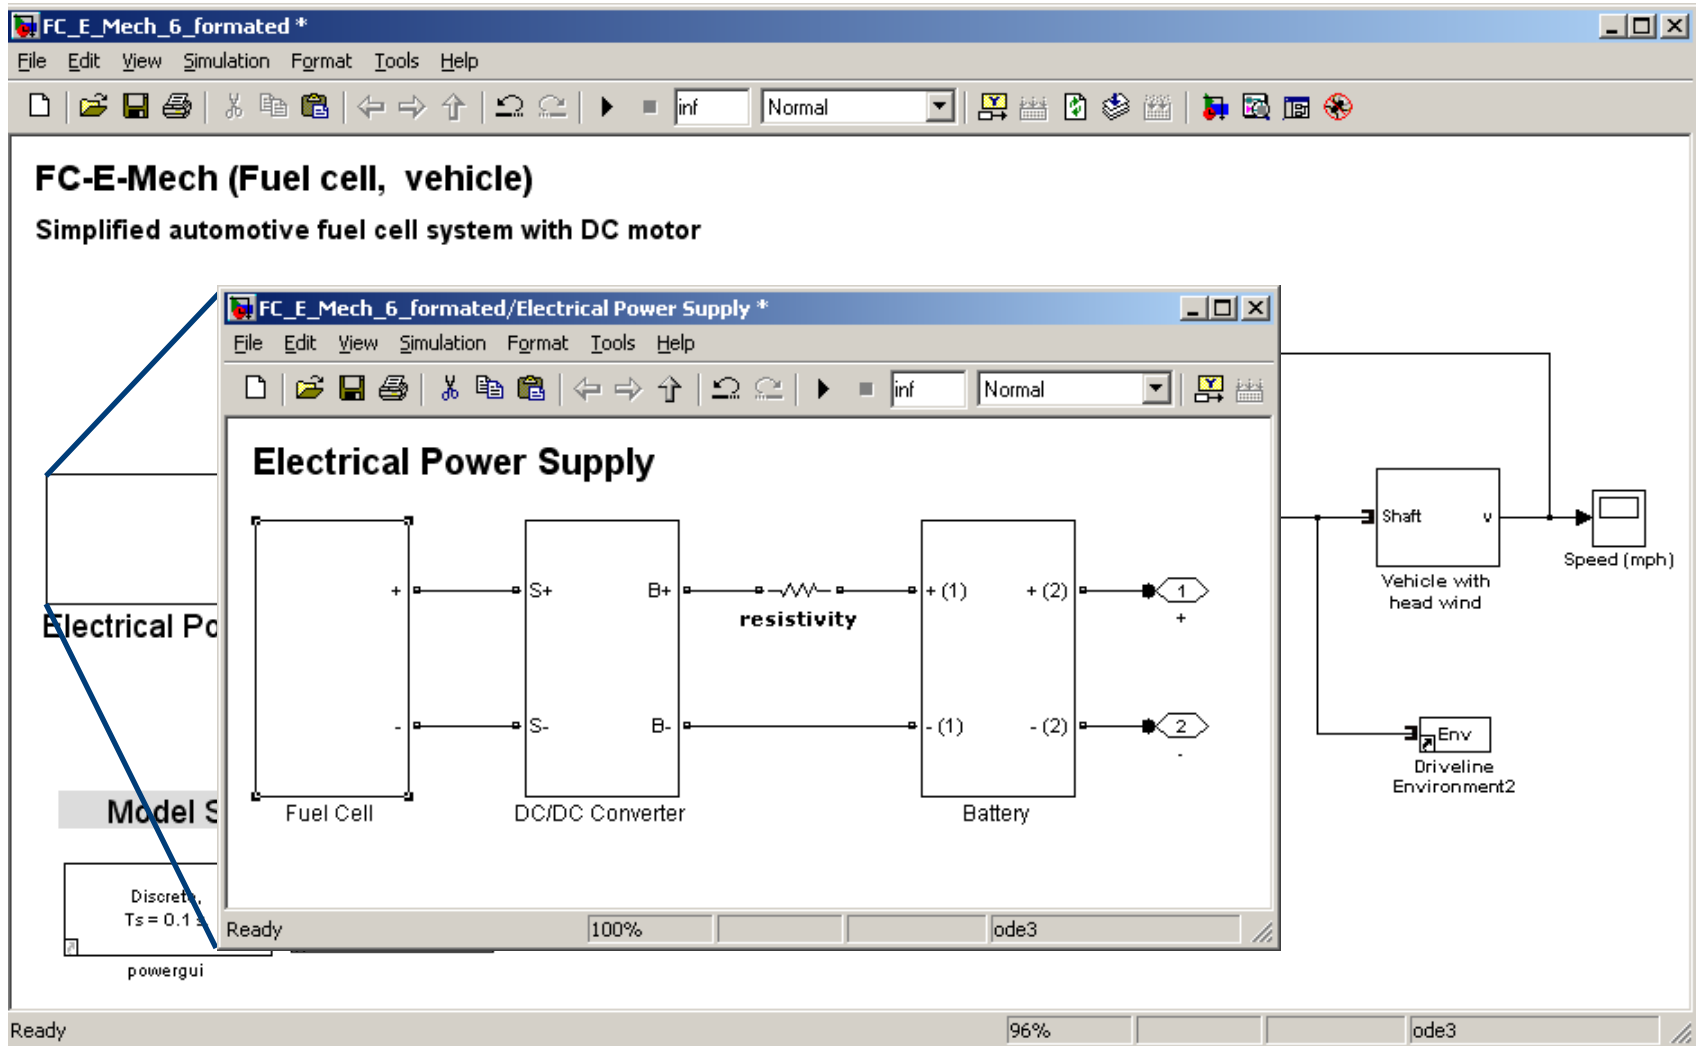 FC_E_Mech_6_formated *
File Edit View Simulation Format Tools Help
inf Normal
FC-E-Mech (Fuel cell, vehicle)
Simplified automotive fuel cell system with DC motor
FC_E_Mech_6_formated/Electrical Power Supply *
File Edit View Simulation Format Tools Help
inf Normal
Electrical Power Supply
+ S+ B+ + (1) + (2) 1
resistivity +
- S- B- - (1) - (2) 2
-
Fuel Cell DC/DC Converter Battery
Ready 100% ode3
Shaft v
Speed (mph)
Vehicle with
head wind
Env
Driveline
Environment2
Electrical Po
Model S
Discrete,
Ts = 0.1 s
powergui
Ready 96% ode3